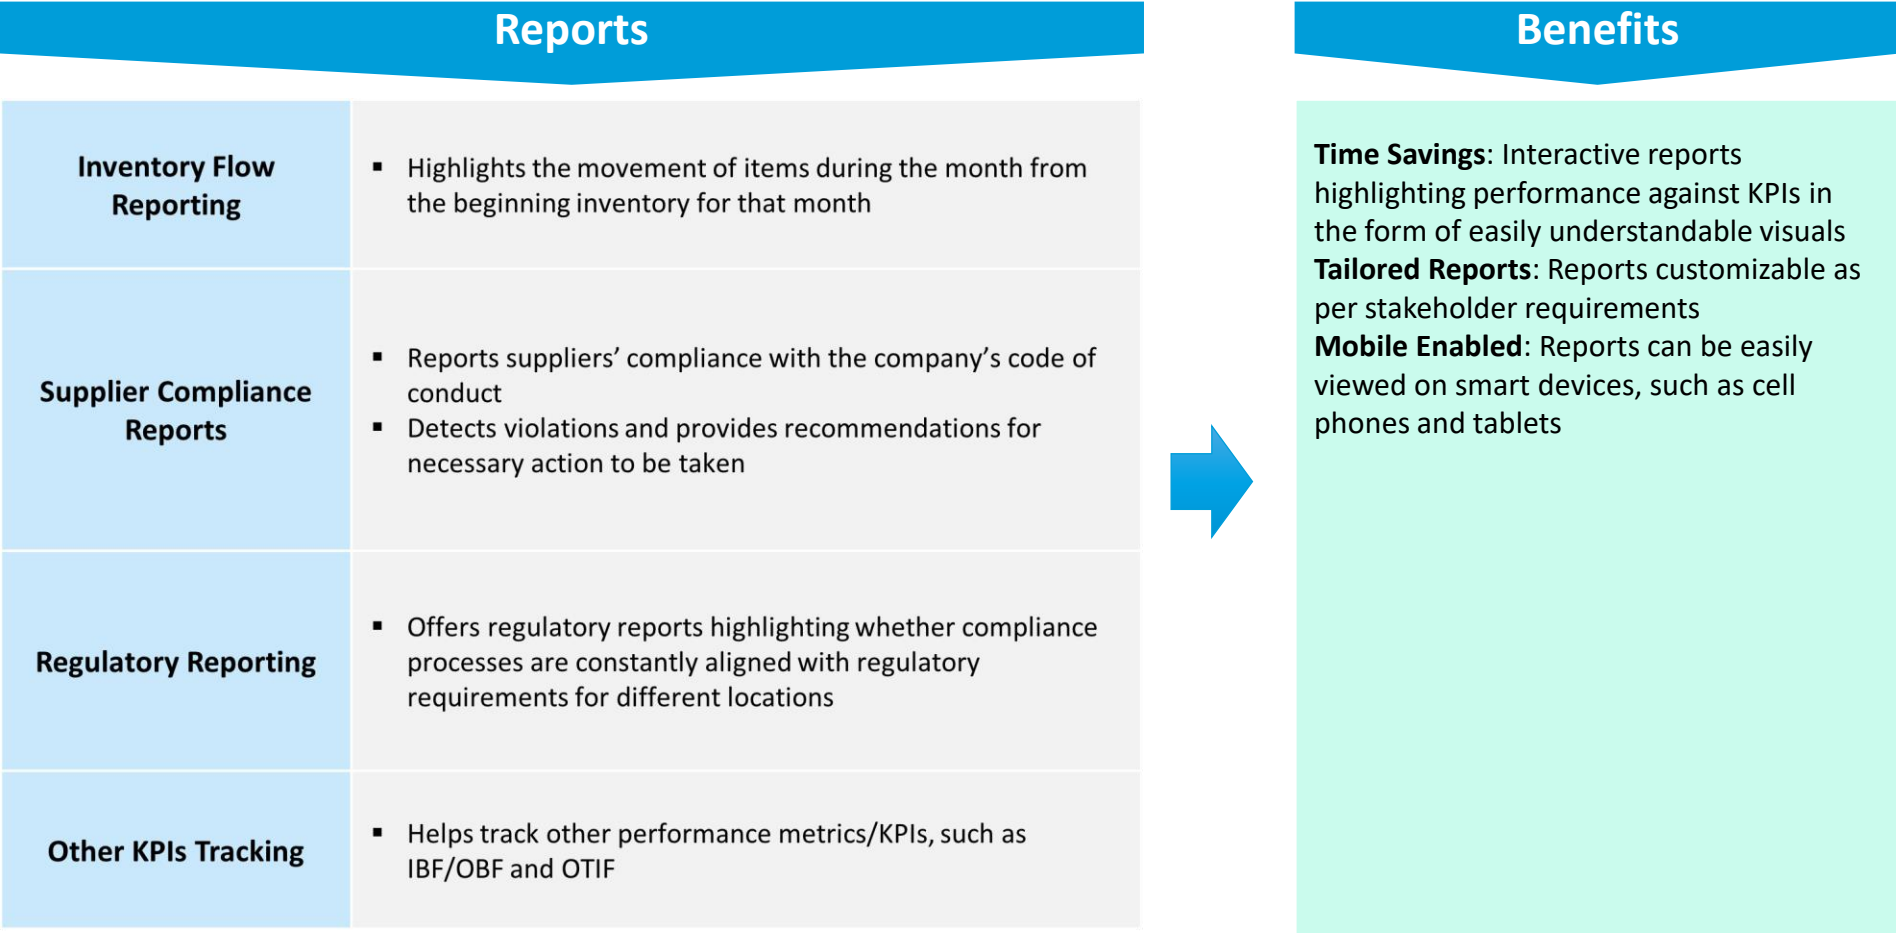 Reports
Inventory Flow
Reporting
▪ Highlights the movement of items during the month from
the beginning inventory for that month
Supplier Compliance
Reports
▪ Reports suppliers’ compliance with the company’s code of
conduct
▪ Detects violations and provides recommendations for
necessary action to be taken
Regulatory Reporting
▪ Offers regulatory reports highlighting whether compliance
processes are constantly aligned with regulatory
requirements for different locations
Other KPIs Tracking
▪ Helps track other performance metrics/KPIs, such as
IBF/OBF and OTIF
Benefits
Time Savings: Interactive reports
highlighting performance against KPIs in
the form of easily understandable visuals
Tailored Reports: Reports customizable as
per stakeholder requirements
Mobile Enabled: Reports can be easily
viewed on smart devices, such as cell
phones and tablets